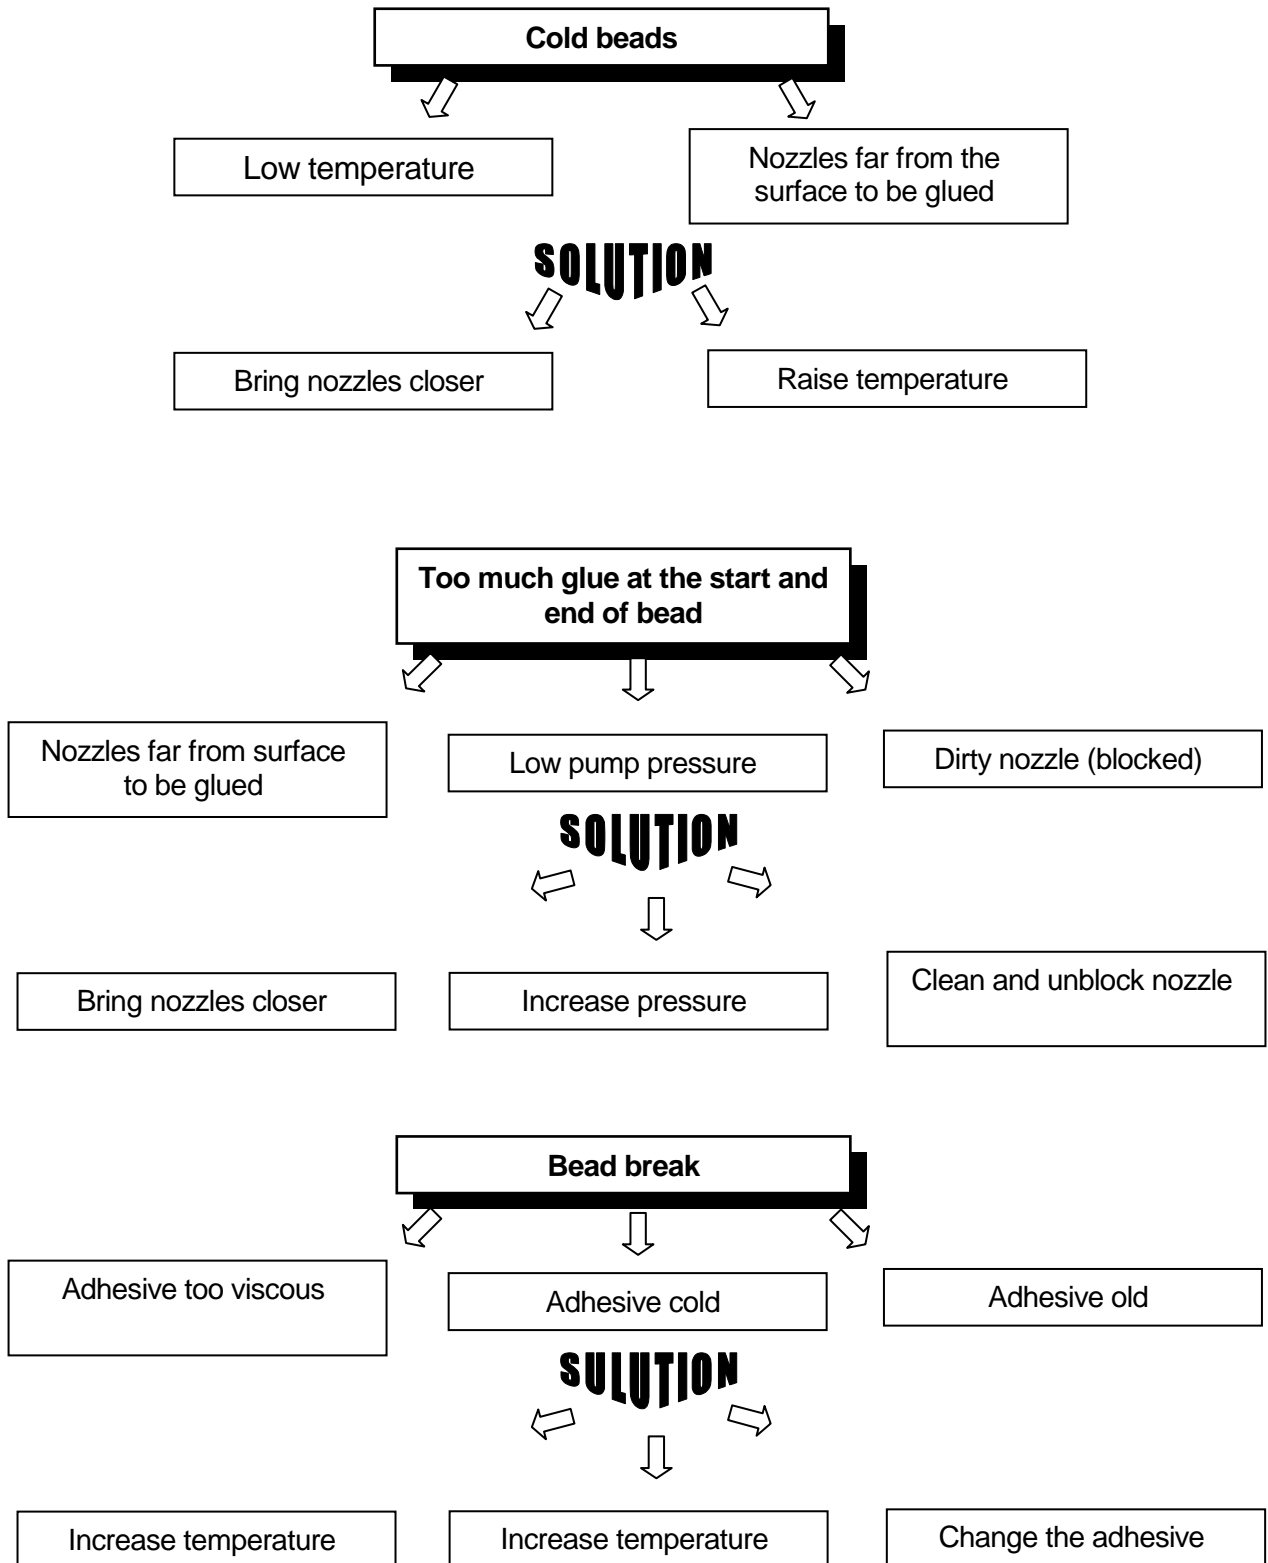 Cold beads
Low temperature
Nozzles far from the
surface to be glued
SOLUTION
Bring nozzles closer
Raise temperature
Too much glue at the start and
end of bead
Nozzles far from surface
to be glued
Low pump pressure
Dirty nozzle (blocked)
SOLUTION
Bring nozzles closer
Increase pressure
Clean and unblock nozzle
Bead break
Adhesive too viscous
Adhesive cold
Adhesive old
SULUTION
Increase temperature
Increase temperature
Change the adhesive